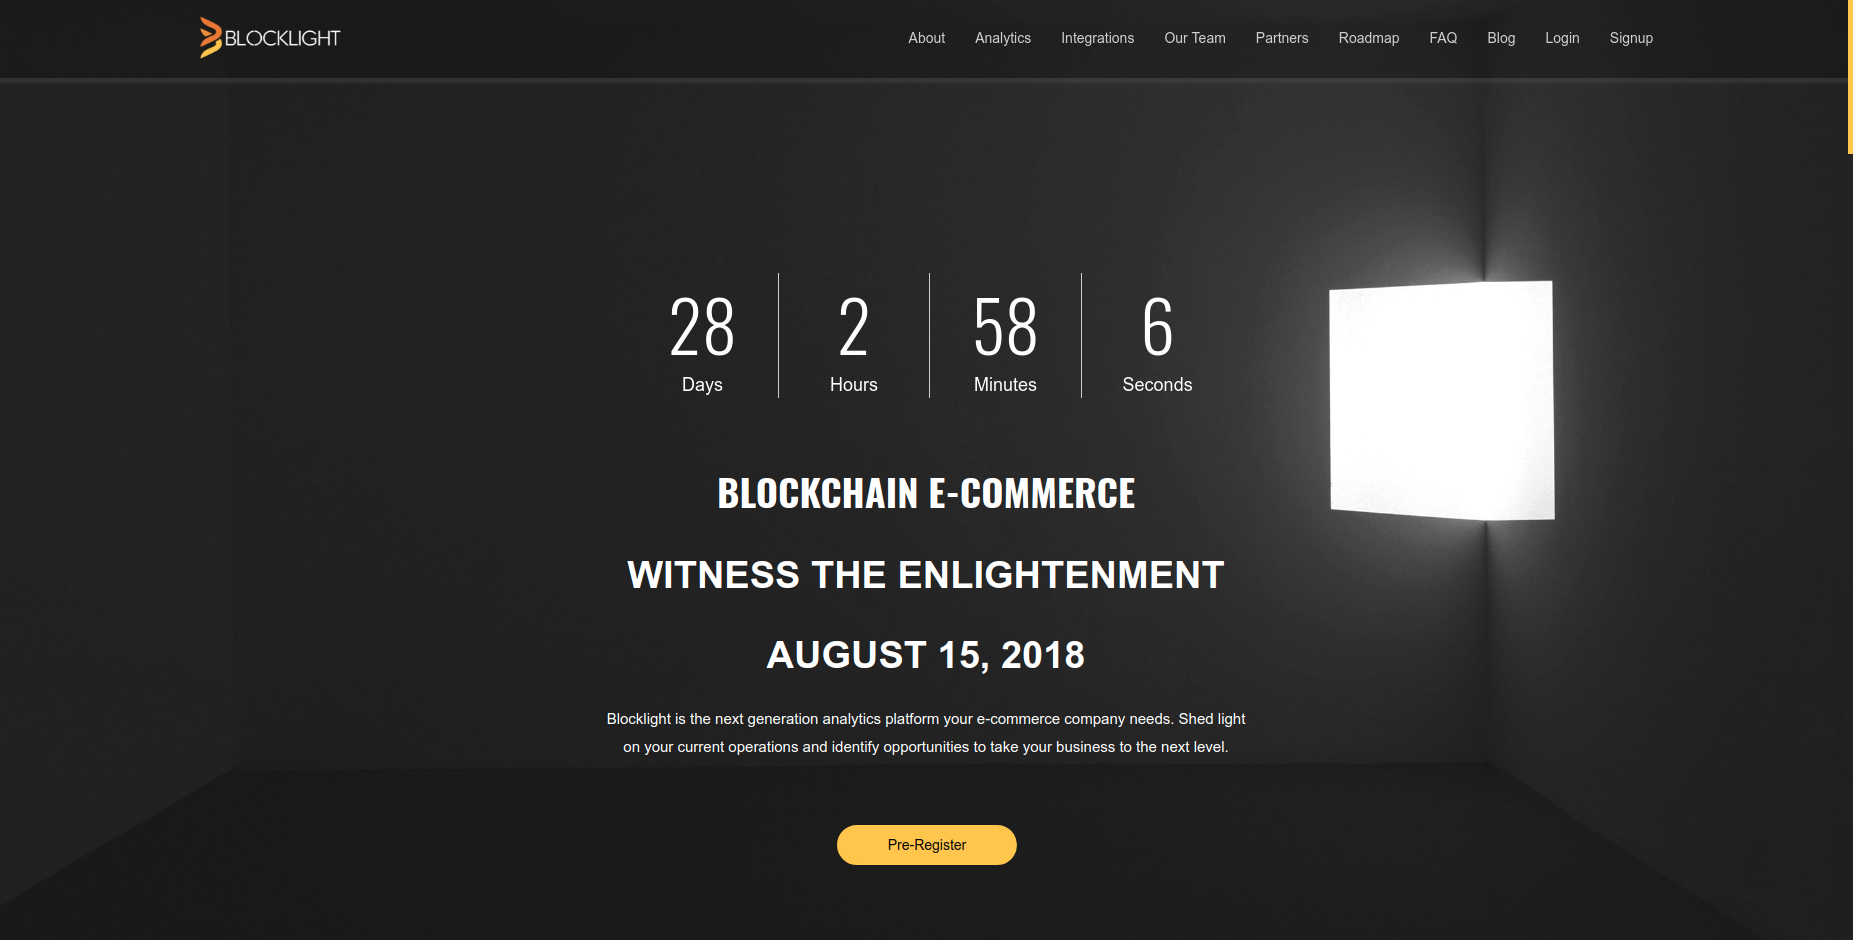 BLOCKLIGHT
About Analytics Integrations Our Team Partners Roadmap FAQ Blog Login Signup
28 2 58 6
Days Hours Minutes Seconds
BLOCKCHAIN E-COMMERCE
WITNESS THE ENLIGHTENMENT
AUGUST 15, 2018
Blocklight is the next generation analytics platform your e-commerce company needs. Shed light
on your current operations and identify opportunities to take your business to the next level.
Pre-Register